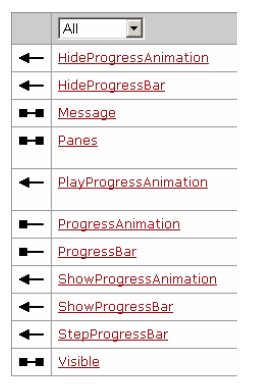 All
HideProgressAnimation
HideProgressBar
Message
Panes
PlayProgressAnimation
ProgressAnimation
ProgressBar
ShowProgressAnimation
ShowProgressBar
StepProgressBar
Visible